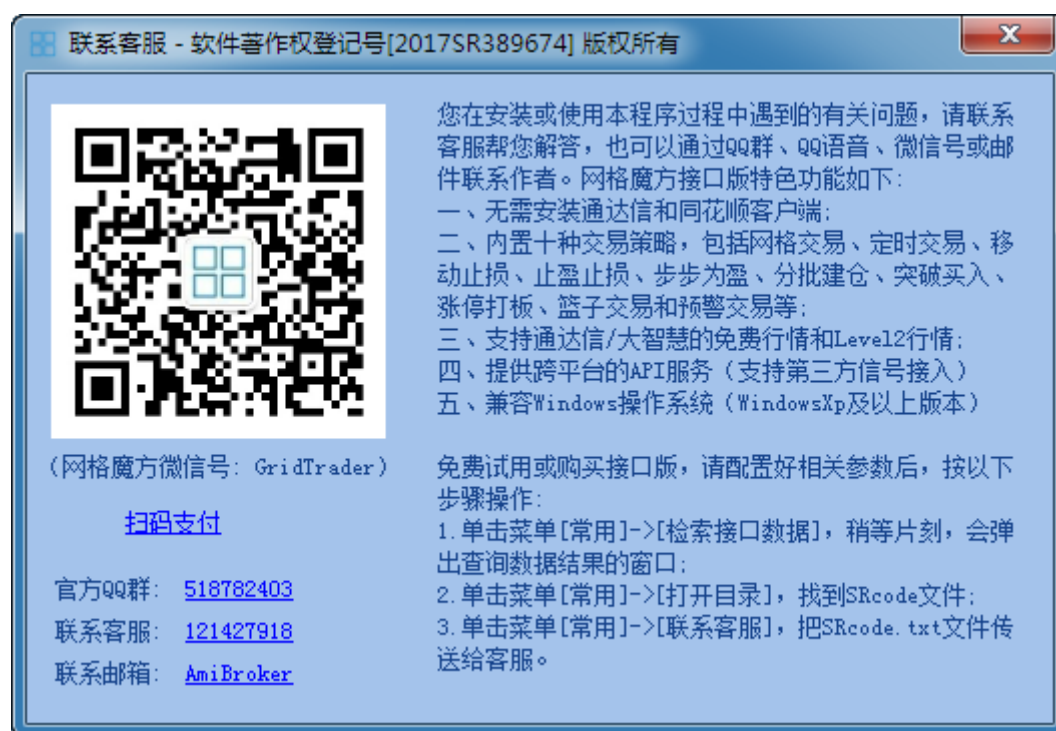 联系客服 - 软件著作权登记号[2017SR389674] 版权所有
您在安装或使用本程序过程中遇到的有关问题，请联系
客服帮您解答，也可以通过QQ群、QQ语音、微信号或邮
件联系作者。网格魔方接口版特色功能如下:
一、无需安装通达信和同花顺客户端;
二、内置十种交易策略，包括网格交易、定时交易、移
动止损、止盈止损、步步为盈、分批建仓、突破买入、
涨停打板、篮子交易和预警交易等;
三、支持通达信/大智慧的免费行情和Level2行情;
四、提供跨平台的API服务（支持第三方信号接入）
五、兼容Windows操作系统（WindowsXp及以上版本）
免费试用或购买接口版，请配置好相关参数后，按以下
步骤操作:
1.单击菜单[常用]->[检索接口数据]，稍等片刻，会弹
出查询数据结果的窗口;
2.单击菜单[常用]->[打开目录]，找到SRcode文件;
3.单击菜单[常用]->[联系客服]，把SRcode.txt文件传
送给客服。
（网格魔方微信号: GridTrader）
扫码支付
官方QQ群: 518782403
联系客服: 121427918
联系邮箱: AmiBroker